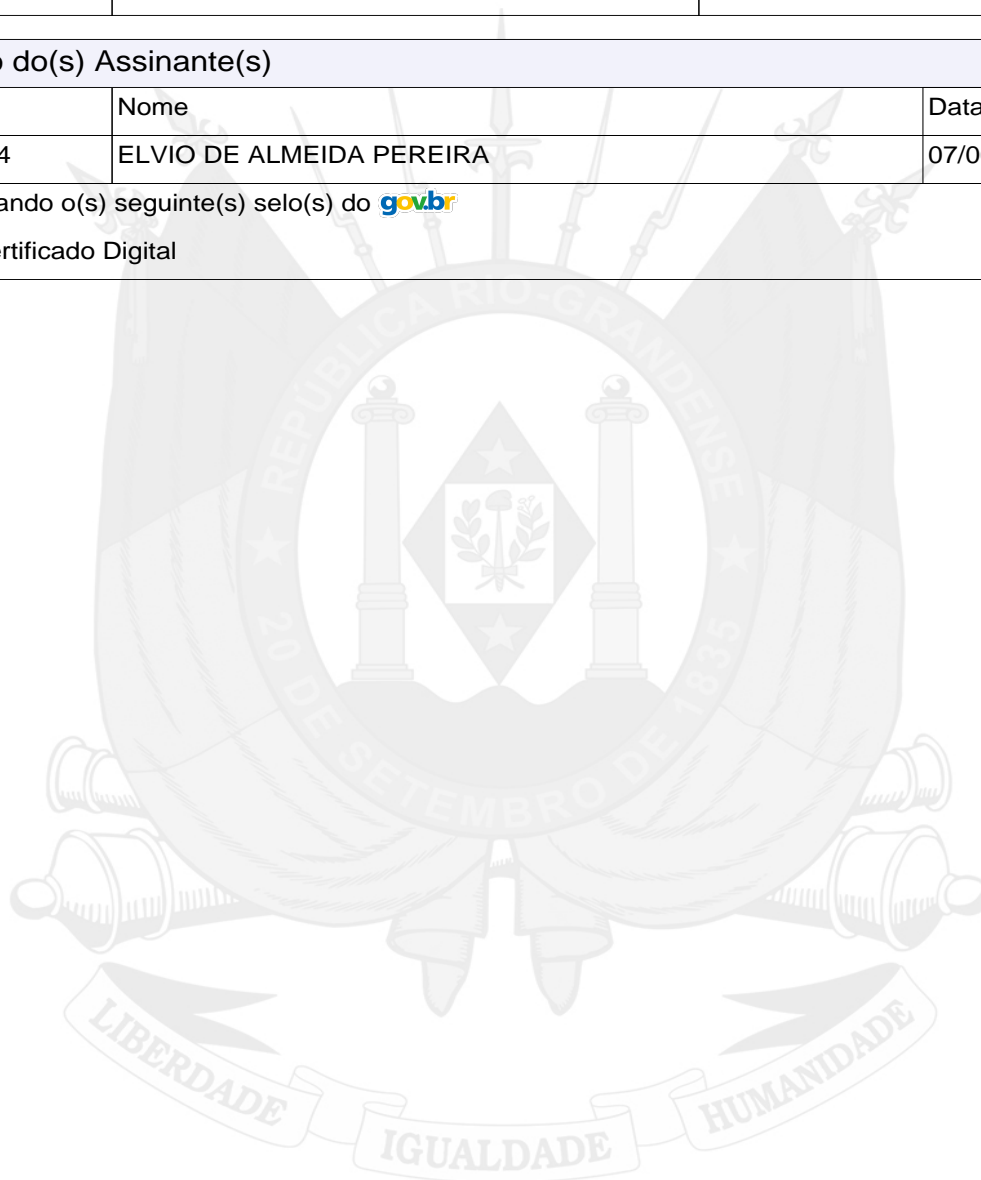 do(s) Assinante(s)
Nome
Data
4
ELVIO DE ALMEIDA PEREIRA
07/0
ando o(s) seguinte(s) selo(s) do gov.br
rtificado Digital
REPÚBLICA RIO-GRANDENSE
20 DE SETEMBRO DE 1835
LIBERDADE
IGUALDADE
HUMANIDADE